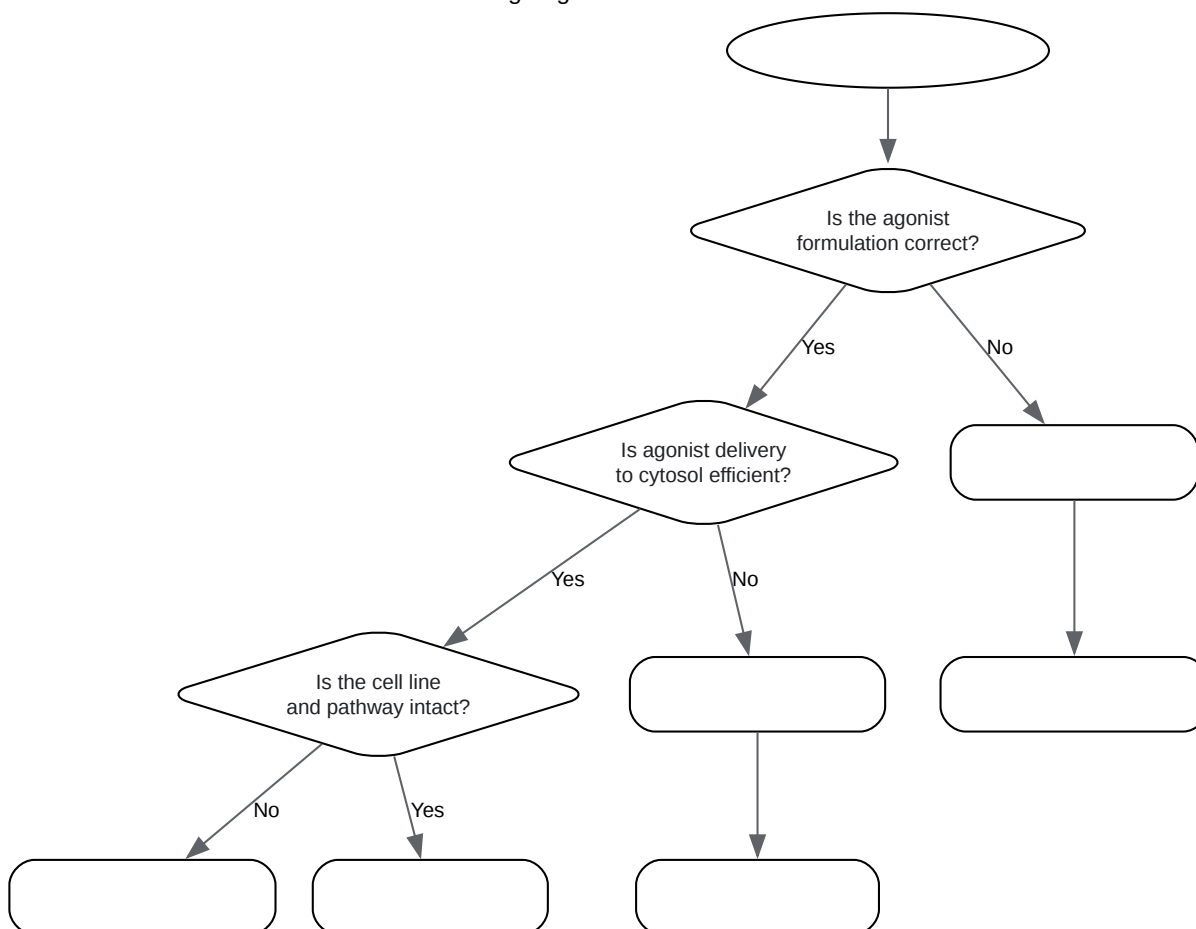 Is the agonist
formulation correct?
Yes
No
Is agonist delivery
to cytosol efficient?
Yes
No
Is the cell line
and pathway intact?
No
Yes